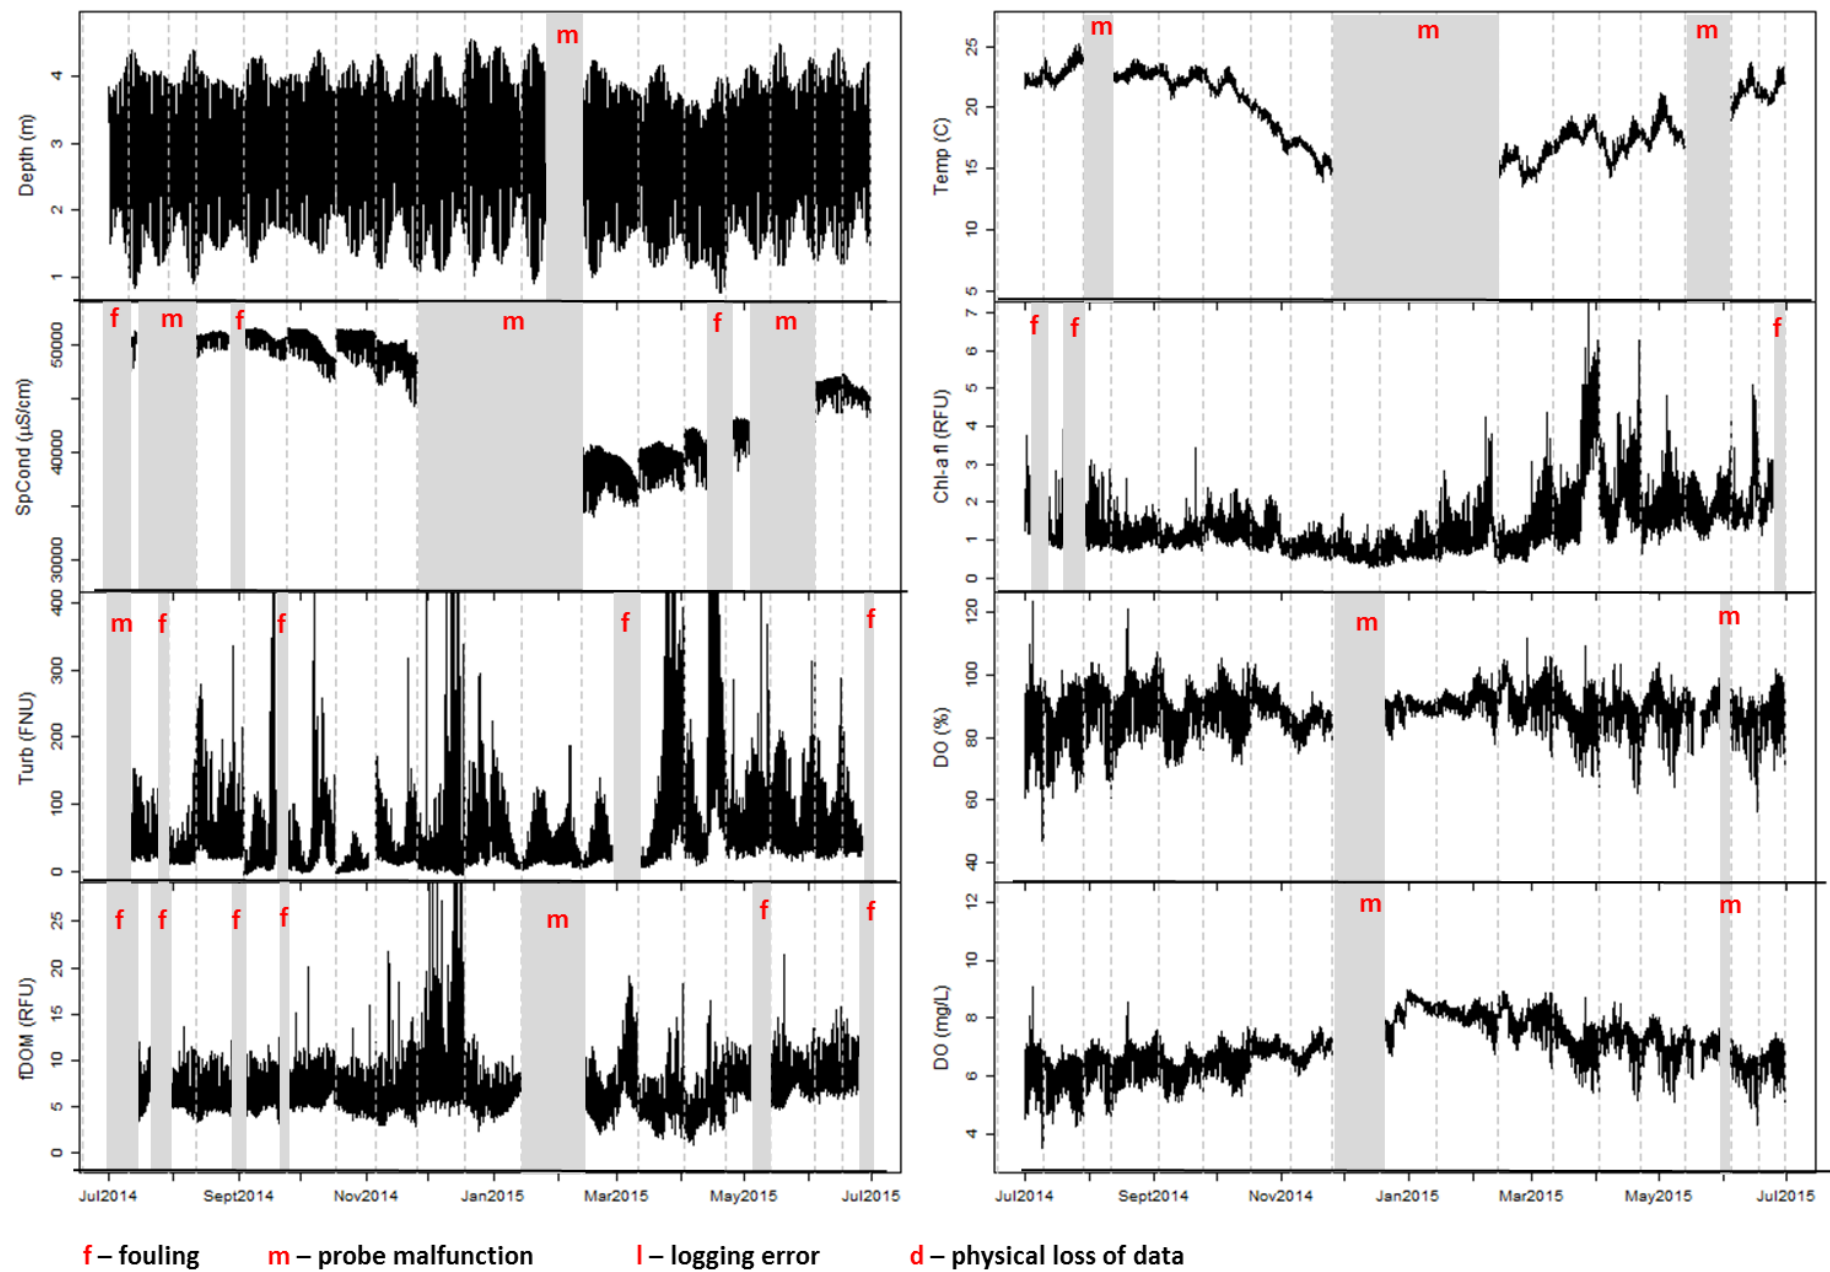 m
Depth (m)
4
3
2
1
f m f m f m
SpCond (µS/cm)
50000
40000
30000
m f f f f
Turb (FNU)
400
300
200
100
0
f f f f m f f
fDOM (RFU)
25
20
15
10
5
0
Jul2014 Sept2014 Nov2014 Jan2015 Mar2015 May2015 Jul2015
m m m
Temp (C)
25
20
15
10
5
f f f
Chl-a fl (RFU)
7
6
5
4
3
2
1
0
m m
DO (%)
120
100
80
60
40
m m
DO (mg/L)
12
10
8
6
4
Jul2014 Sept2014 Nov2014 Jan2015 Mar2015 May2015 Jul2015
f – fouling m – probe malfunction l – logging error d – physical loss of data